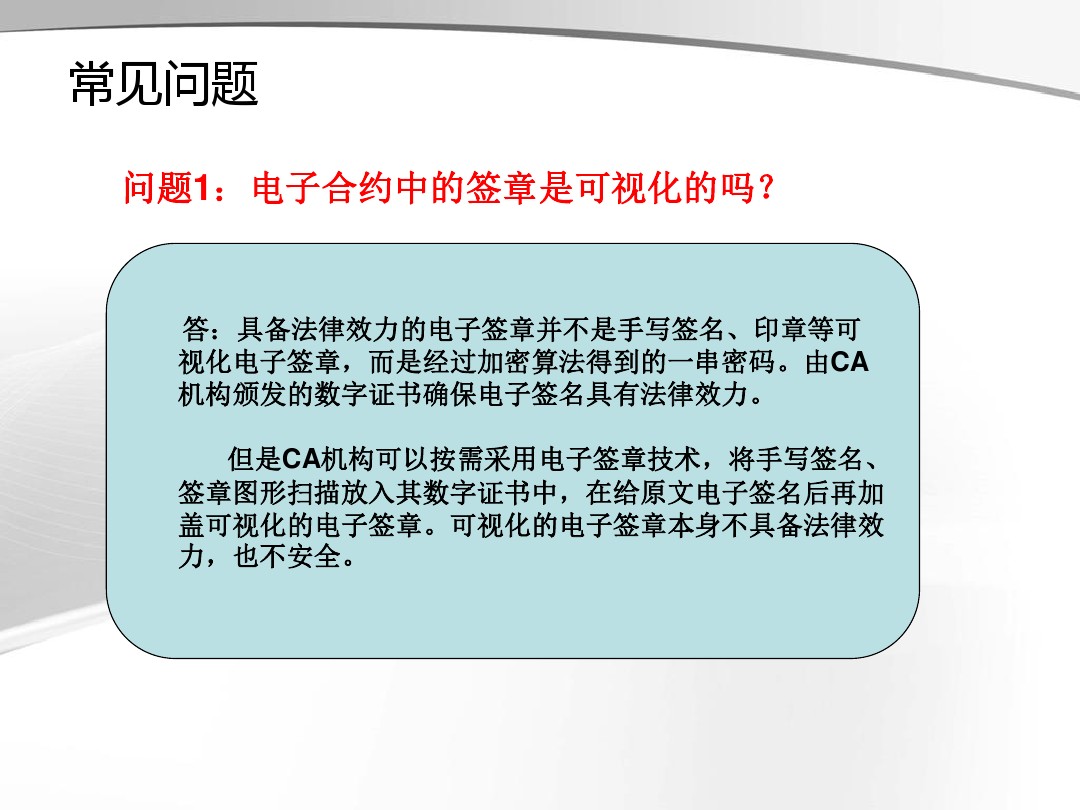 常见问题
问题1：电子合约中的签章是可视化的吗？
答：具备法律效力的电子签章并不是手写签名、印章等可
视化电子签章，而是经过加密算法得到的一串密码。由CA
机构颁发的数字证书确保电子签名具有法律效力。
但是CA机构可以按需采用电子签章技术，将手写签名、
签章图形扫描放入其数字证书中，在给原文电子签名后再加
盖可视化的电子签章。可视化的电子签章本身不具备法律效
力，也不安全。